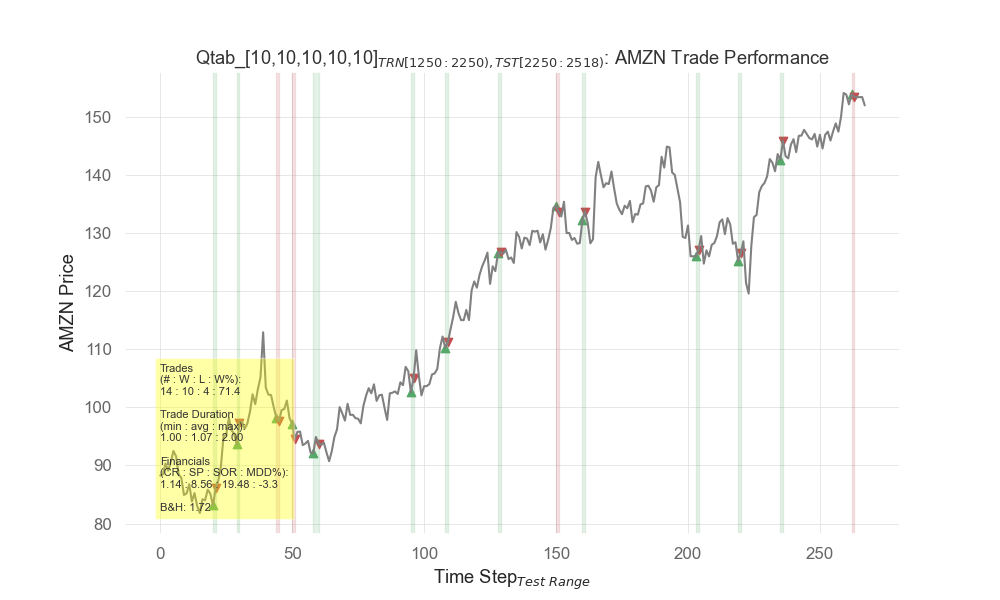 Qtab_[10,10,10,10,10]TRN[1250:2250),TST[2250:2518): AMZN Trade Performance
150
140
130
120
110
100
90
80
AMZN Price
Trades
(# : W : L : W%):
14 : 10 : 4 : 71.4
Trade Duration
(min : avg : max):
1.00 : 1.07 : 2.00
Financials
(CR : SP : SOR : MDD%):
1.14 : 8.56 : 19.48 : -3.3
B&H: 1.72
0
50
100
150
200
250
Time StepTest Range